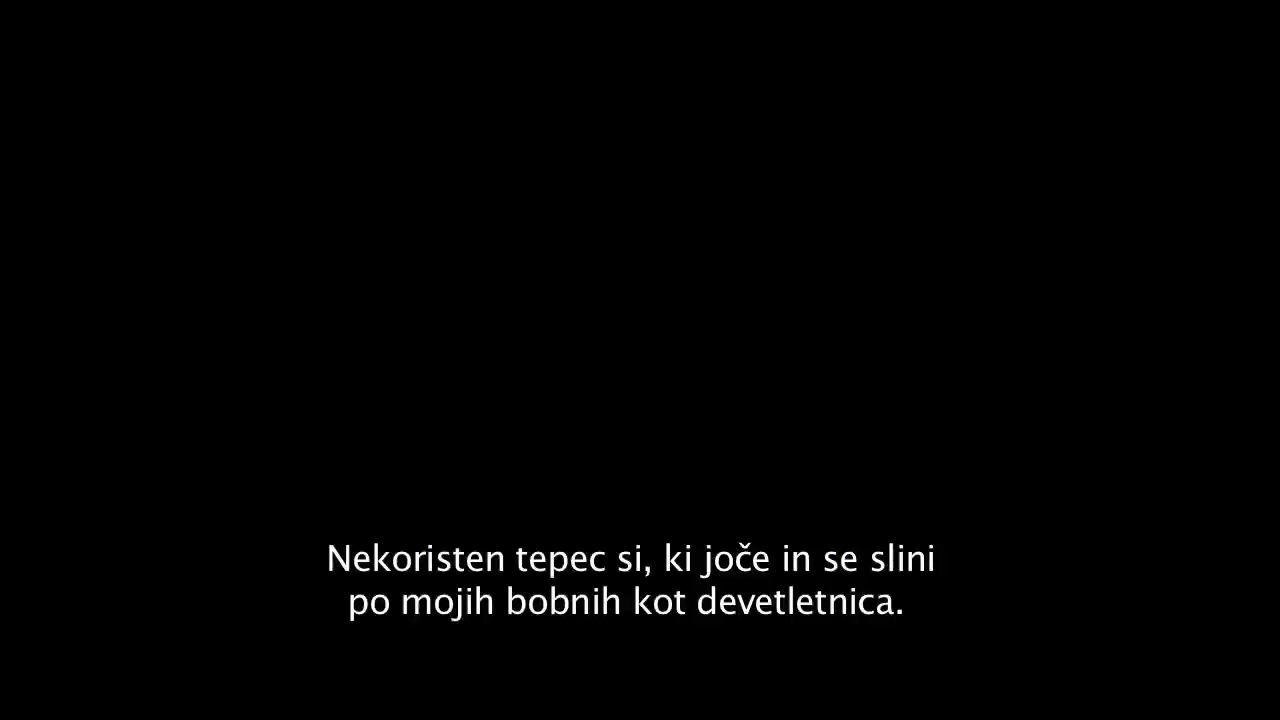 Nekoristen tepec si, ki joče in se slini
po mojih bobnih kot devetletnica.